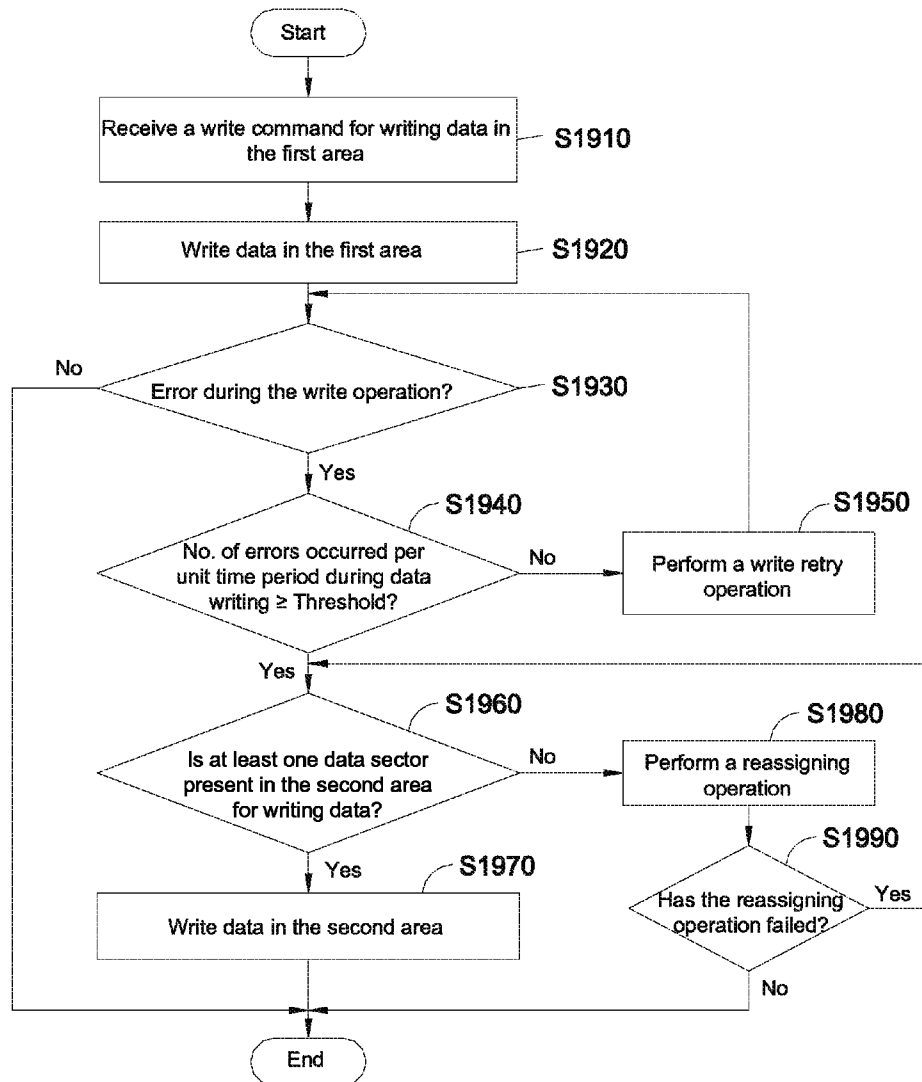 Start
Receive a write command for writing data in
the first area
S1910
Write data in the first area
S1920
No
Error during the write operation?
S1930
Yes
S1940
S1950
No. of errors occurred per
unit time period during data
writing ≥ Threshold?
No
Perform a write retry
operation
Yes
S1960
S1980
Is at least one data sector
present in the second area
for writing data?
No
Perform a reassigning
operation
Yes
S1970
S1990
Write data in the second area
Has the reassigning
operation failed?
Yes
No
End